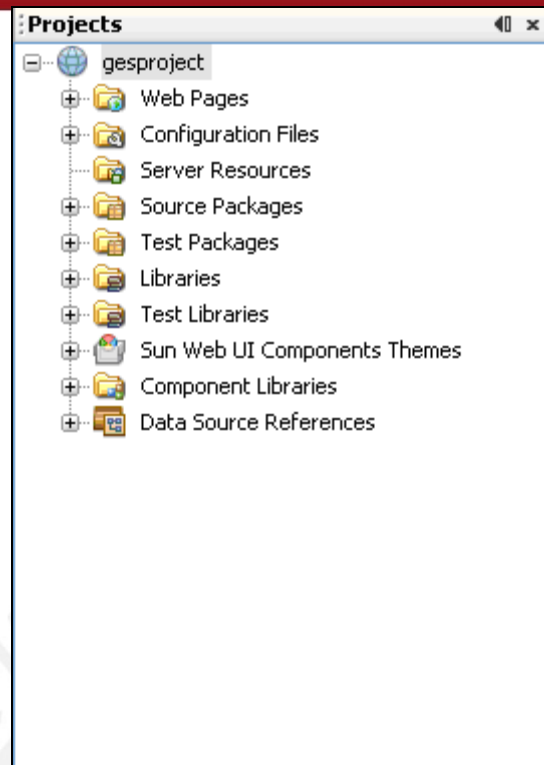 Projects
gesproject
Web Pages
Configuration Files
Server Resources
Source Packages
Test Packages
Libraries
Test Libraries
Sun Web UI Components Themes
Component Libraries
Data Source References